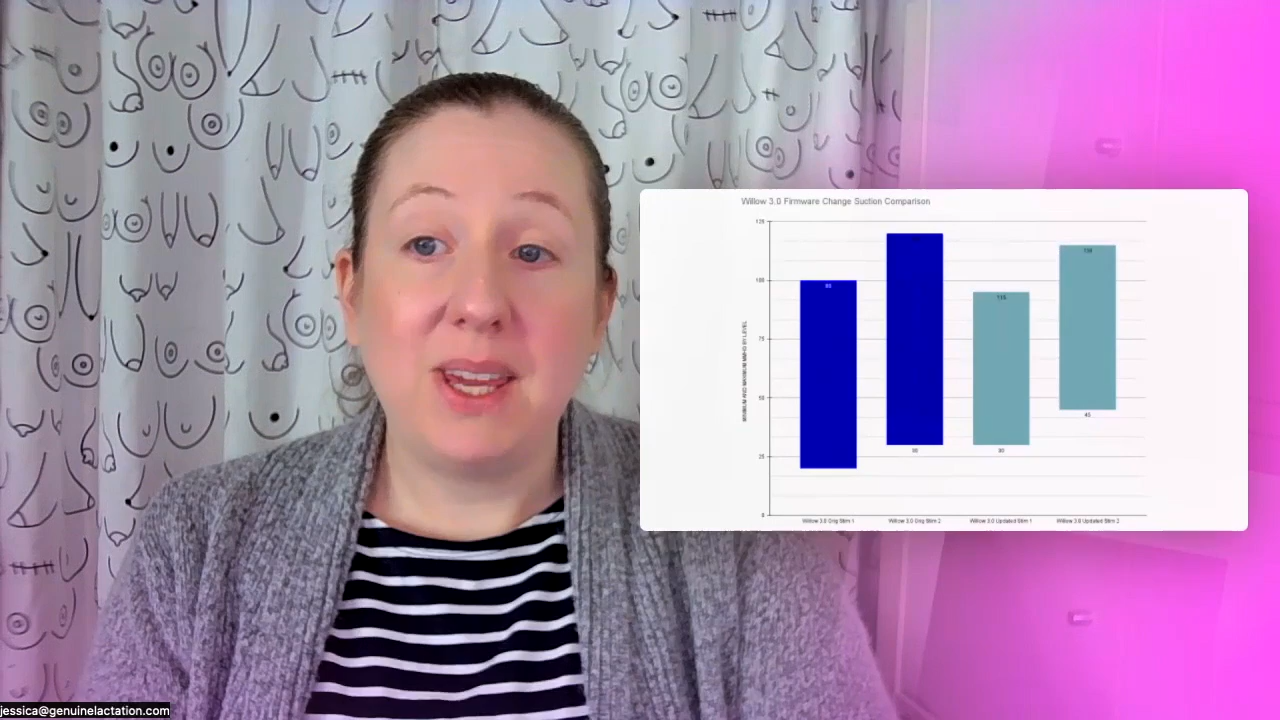 Willow 3.0 Firmware Change Suction Comparison
125
100
75
50
25
0
30
45
Willow 3.0 Orig Stim 1
Willow 3.0 Orig Stim 2
Willow 3.0 Updated Stim 1
Willow 3.0 Updated Stim 2
jessica@genuinelactation.com